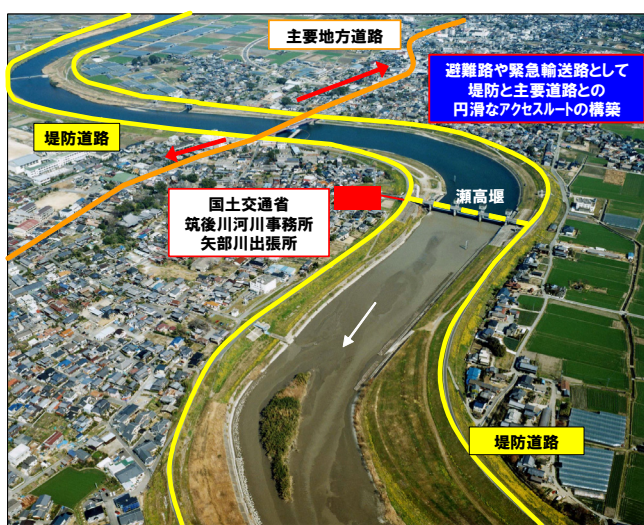 主要地方道路
避難路や緊急輸送路として
堤防と主要道路との
円滑なアクセスルートの構築
堤防道路
国土交通省
筑後川河川事務所
矢部川出張所
瀬高堰
堤防道路